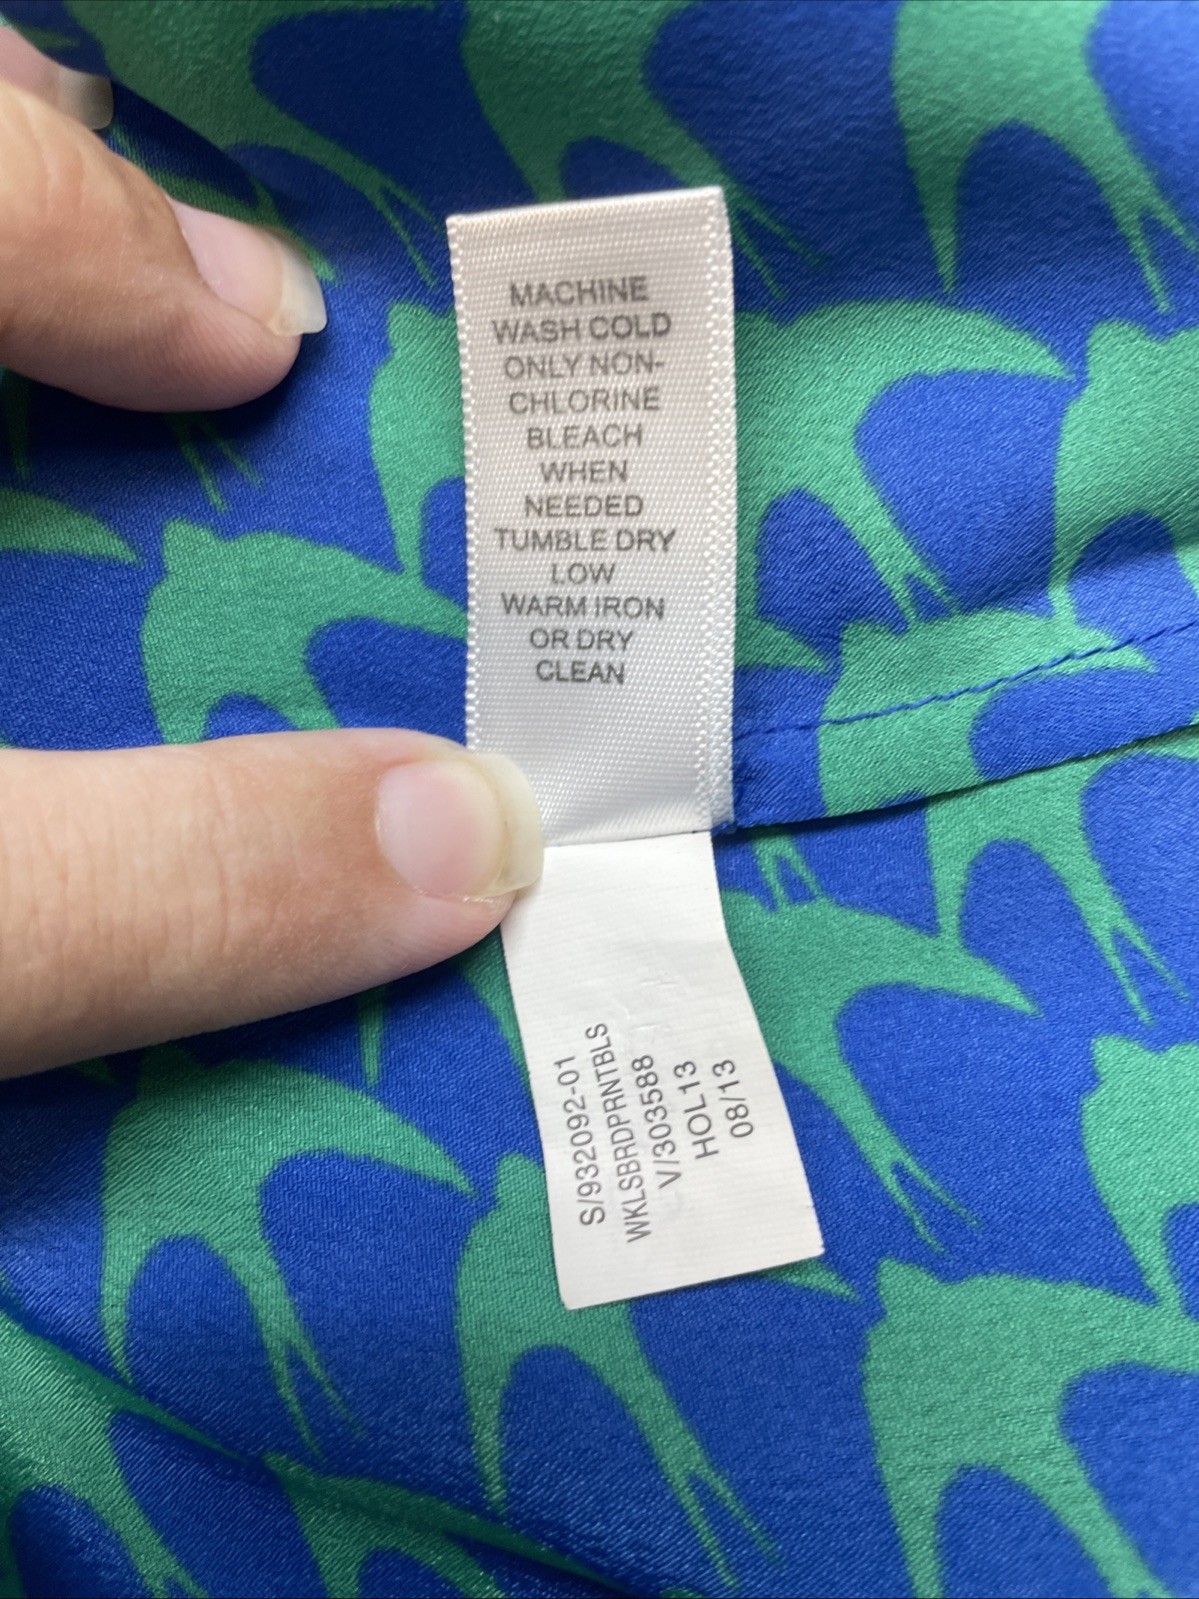 MACHINE
WASH COLD
ONLY NON-
CHLORINE
BLEACH
WHEN
NEEDED
TUMBLE DRY
LOW
WARM IRON
OR DRY
CLEAN
S/932092-01
WKLSBRDPRNTBLS
V/303588
HOL13
08/13